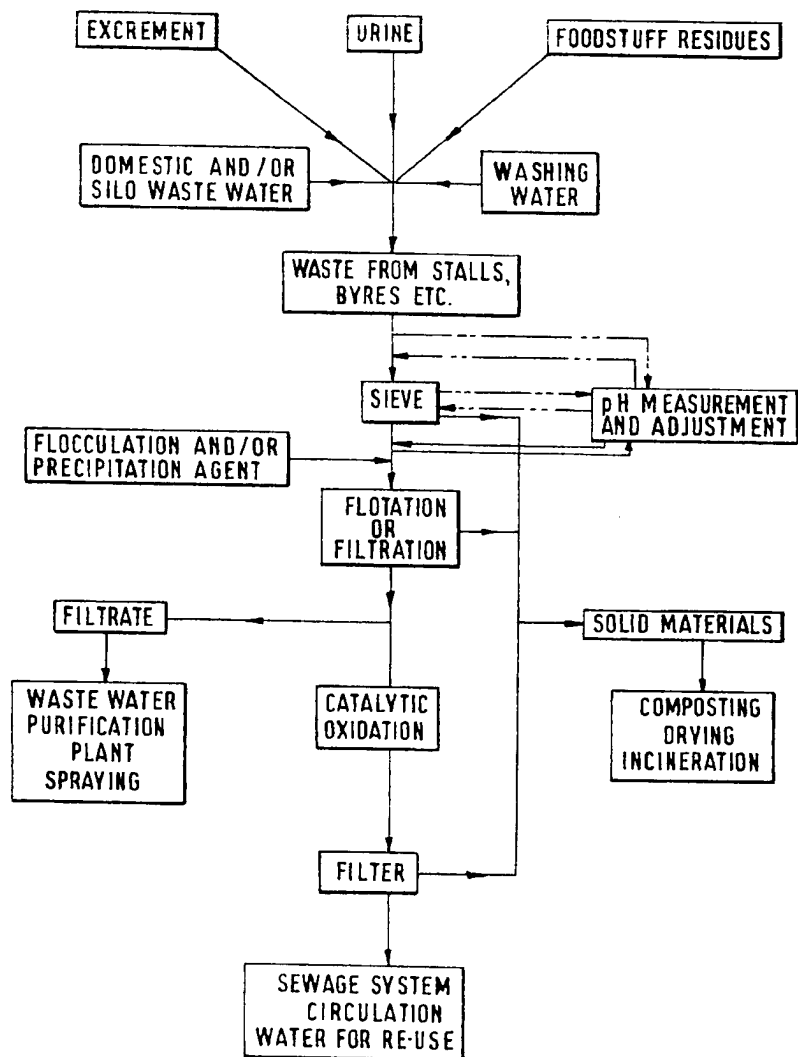 EXCREMENT
URINE
FOODSTUFF RESIDUES
DOMESTIC AND/OR
SILO WASTE WATER
WASHING
WATER
WASTE FROM STALLS,
BYRES ETC.
SIEVE
pH MEASUREMENT
AND ADJUSTMENT
FLOCCULATION AND/OR
PRECIPITATION AGENT
FLOTATION
OR
FILTRATION
FILTRATE
SOLID MATERIALS
WASTE WATER
PURIFICATION
PLANT
SPRAYING
CATALYTIC
OXIDATION
COMPOSTING
DRYING
INCINERATION
FILTER
SEWAGE SYSTEM
CIRCULATION
WATER FOR RE-USE